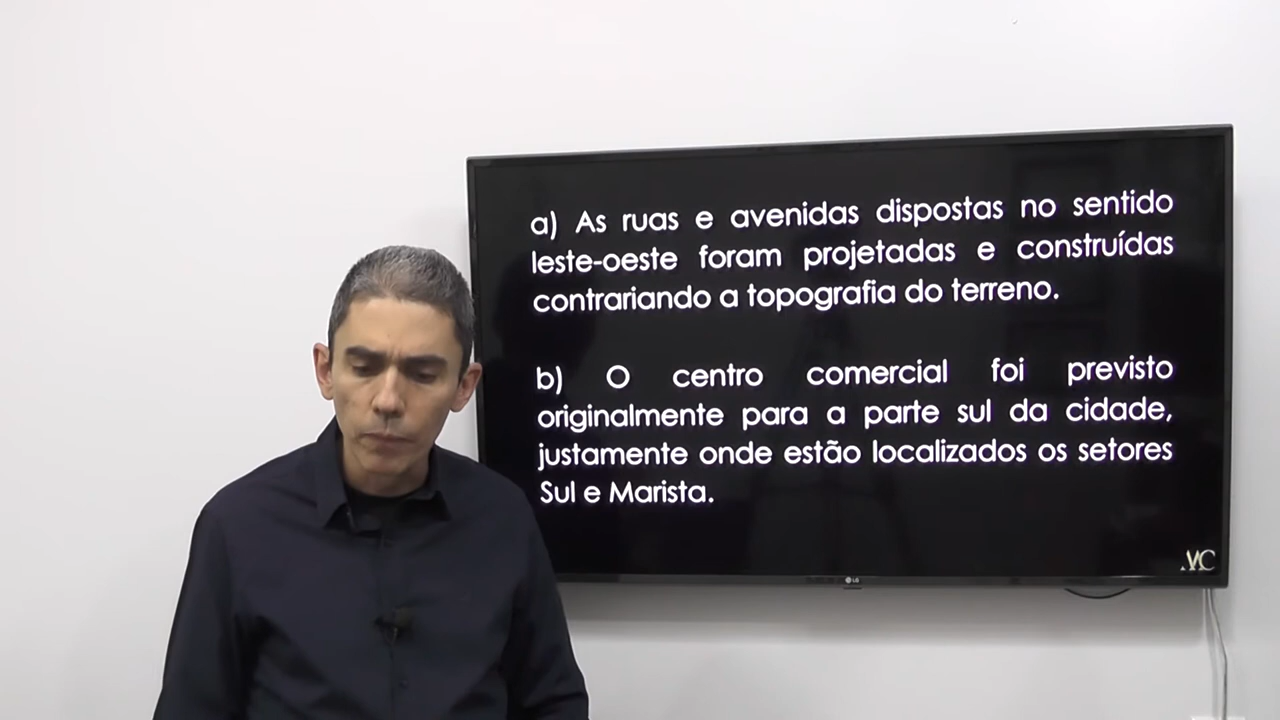 a) As ruas e avenidas dispostas no sentido
leste-oeste foram projetadas e construídas
contrariando a topografia do terreno.
b) O centro comercial foi previsto
originalmente para a parte sul da cidade,
justamente onde estão localizados os setores
Sul e Marista.
VC
LG